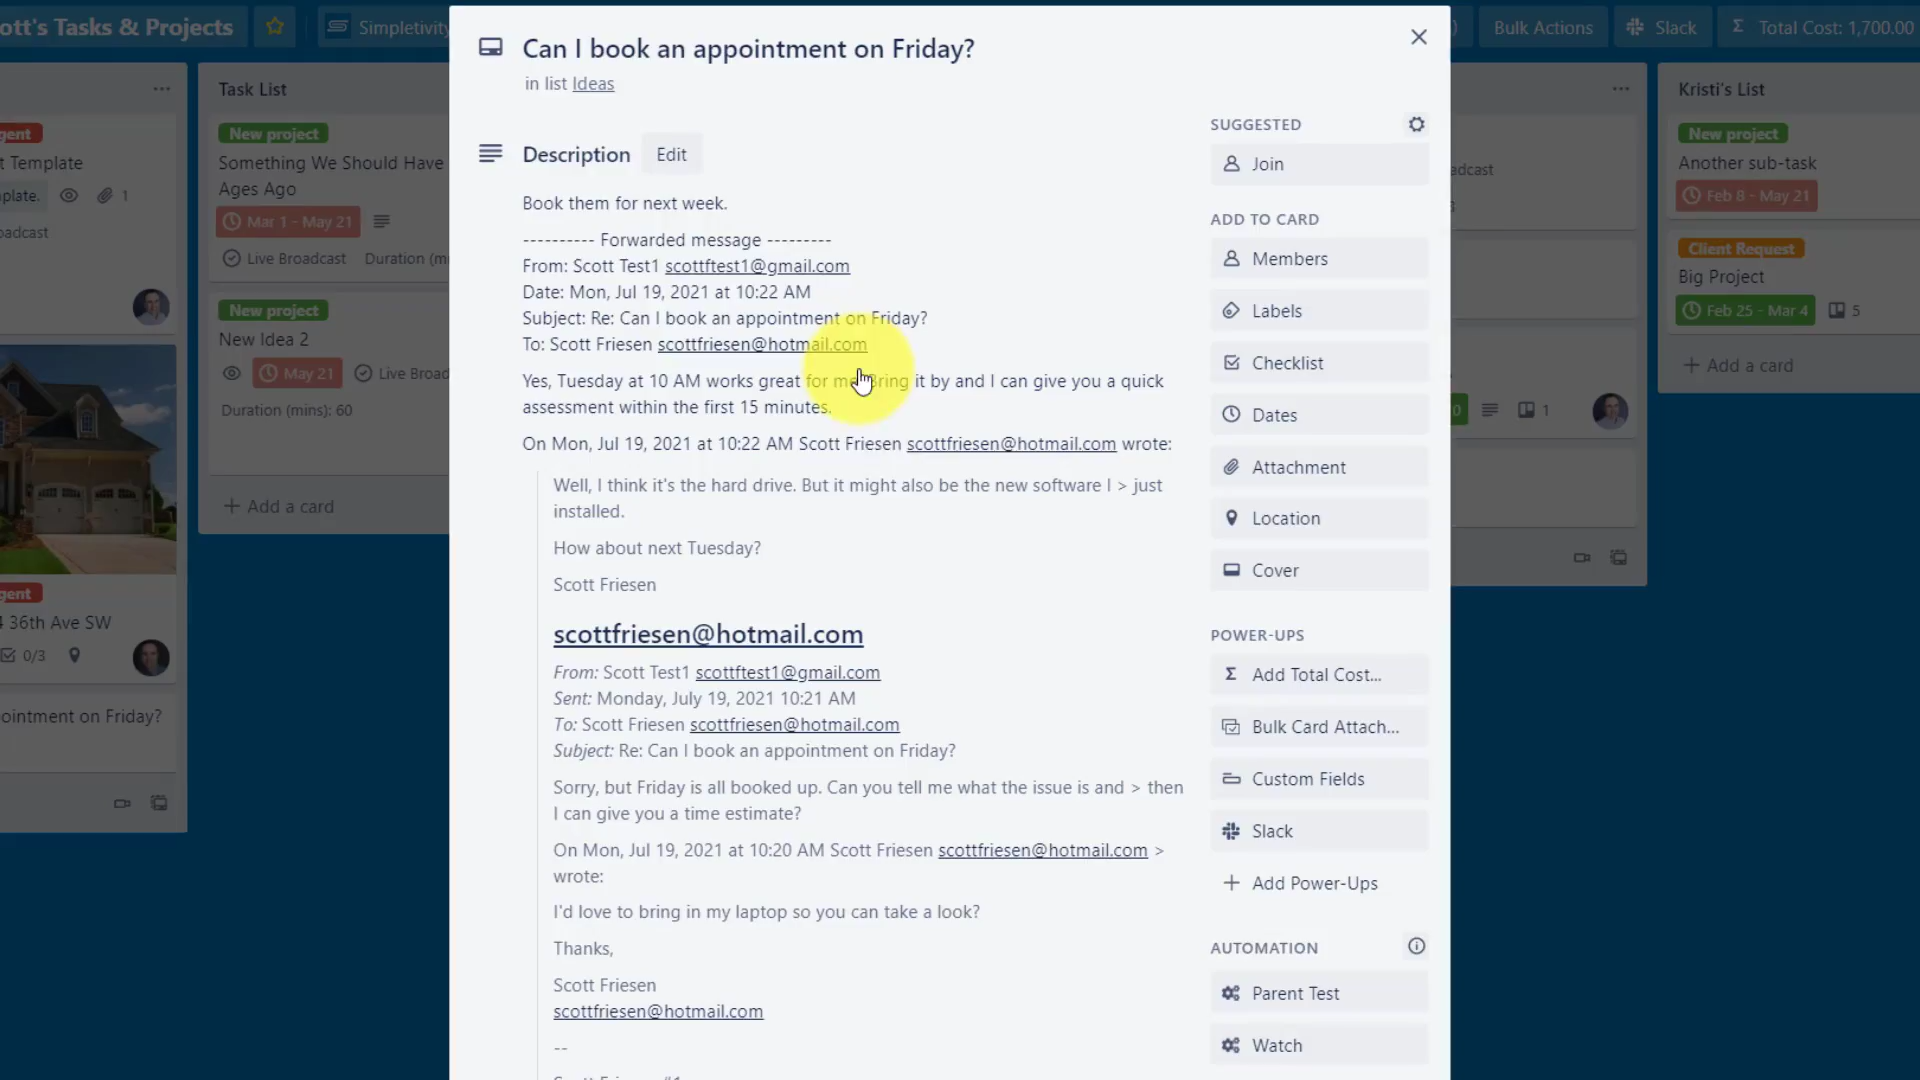 ott's Tasks & Projects
Simpletivity
Bulk Actions
Slack
Total Cost: 1,700.00
gent
t Template
plate.
1
adcast
gent
4 36th Ave SW
0/3
ointment on Friday?
Task List
New project
Something We Should Have
Ages Ago
Mar 1 - May 21
Live Broadcast
Duration (m
New project
New Idea 2
May 21
Live Broad
Duration (mins): 60
+ Add a card
Can I book an appointment on Friday?
in list Ideas
Description
Edit
Book them for next week.
---------- Forwarded message ---------
From: Scott Test1 scottftest1@gmail.com
Date: Mon, Jul 19, 2021 at 10:22 AM
Subject: Re: Can I book an appointment on Friday?
To: Scott Friesen scottfriesen@hotmail.com
Yes, Tuesday at 10 AM works great for me. Bring it by and I can give you a quick
assessment within the first 15 minutes.
On Mon, Jul 19, 2021 at 10:22 AM Scott Friesen scottfriesen@hotmail.com wrote:
Well, I think it's the hard drive. But it might also be the new software I > just
installed.
How about next Tuesday?
Scott Friesen
scottfriesen@hotmail.com
From: Scott Test1 scottftest1@gmail.com
Sent: Monday, July 19, 2021 10:21 AM
To: Scott Friesen scottfriesen@hotmail.com
Subject: Re: Can I book an appointment on Friday?
Sorry, but Friday is all booked up. Can you tell me what the issue is and > then
I can give you a time estimate?
On Mon, Jul 19, 2021 at 10:20 AM Scott Friesen scottfriesen@hotmail.com >
wrote:
I'd love to bring in my laptop so you can take a look?
Thanks,
Scott Friesen
scottfriesen@hotmail.com
--
SUGGESTED
Join
ADD TO CARD
Members
Labels
Checklist
Dates
Attachment
Location
Cover
POWER-UPS
Add Total Cost...
Bulk Card Attach...
Custom Fields
Slack
+ Add Power-Ups
AUTOMATION
Parent Test
Watch
adcast
1
Kristi's List
New project
Another sub-task
Feb 8 - May 21
Client Request
Big Project
Feb 25 - Mar 4
5
+ Add a card